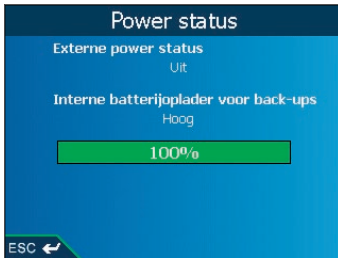 Power status
Externe power status
Uit
Interne batterijoplader voor back-ups
Hoog
100%
ESC